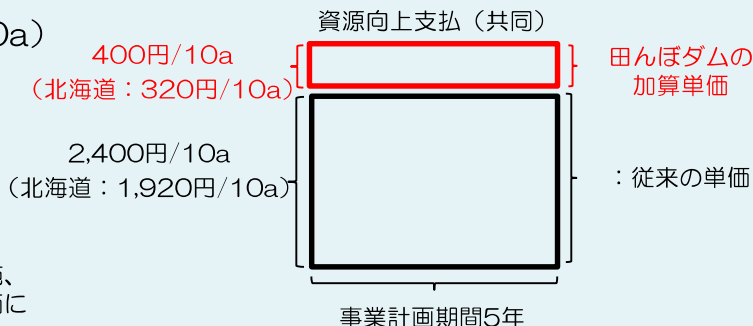 資源向上支払（共同）
0a）
400円/10a
（北海道：320円/10a）
田んぼダムの
加算単価
2,400円/10a
（北海道：1,920円/10a）
：従来の単価
、
に
事業計画期間5年